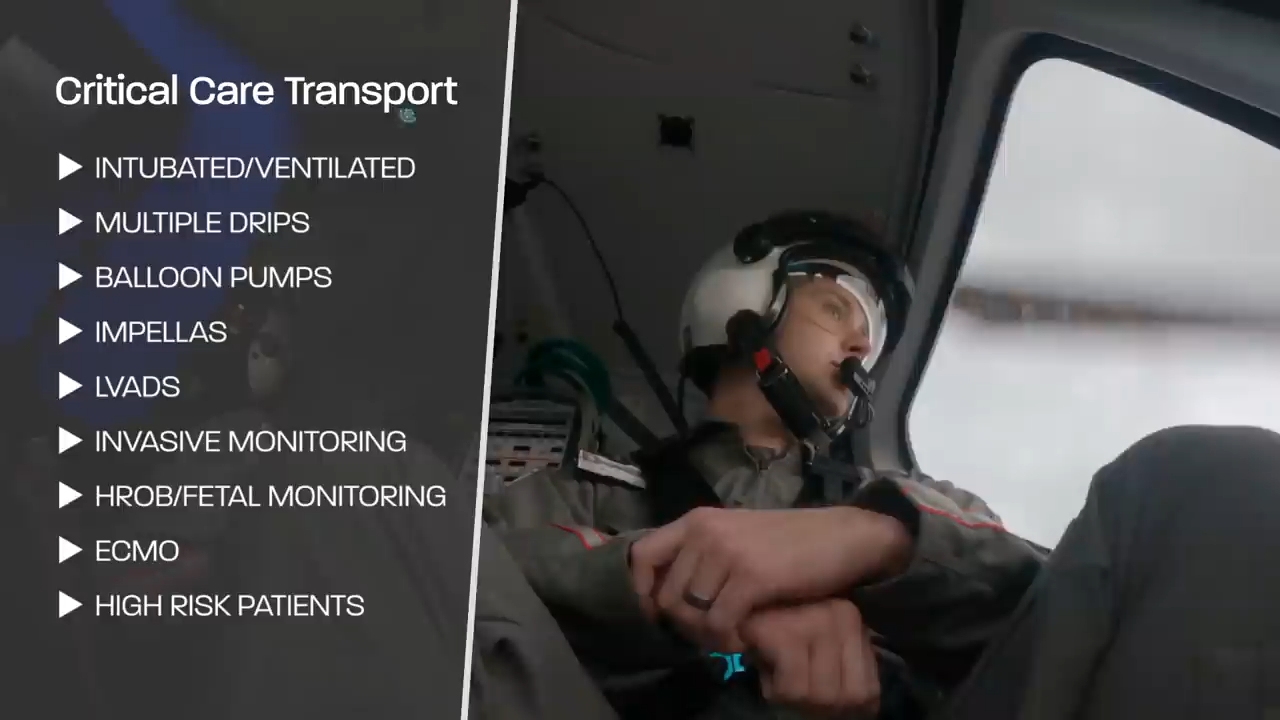 Critical Care Transport
INTUBATED/VENTILATED
MULTIPLE DRIPS
BALLOON PUMPS
IMPELLAS
LVADS
INVASIVE MONITORING
HROB/FETAL MONITORING
ECMO
HIGH RISK PATIENTS